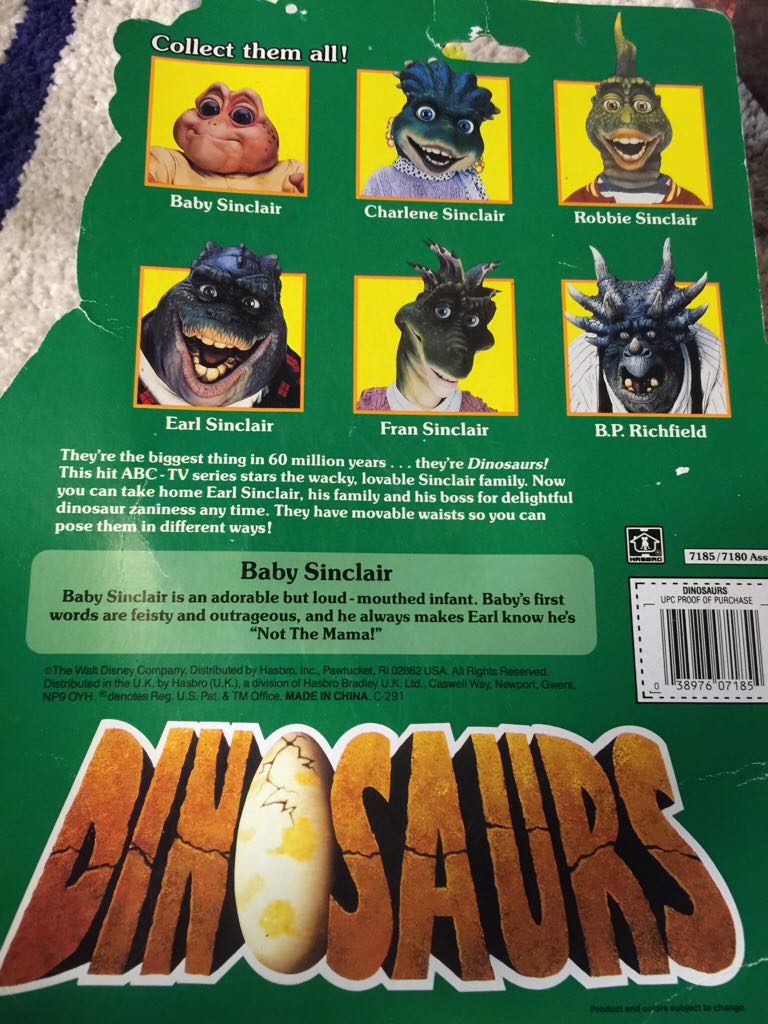 Collect them all!
Baby Sinclair
Charlene Sinclair
Robbie Sinclair
Earl Sinclair
Fran Sinclair
B.P. Richfield
They're the biggest thing in 60 million years . . . they're Dinosaurs!
This hit ABC-TV series stars the wacky, lovable Sinclair family. Now
you can take home Earl Sinclair, his family and his boss for delightful
dinosaur zaniness any time. They have movable waists so you can
pose them in different ways!
HASBRO
7185/7180 Ass
Baby Sinclair
Baby Sinclair is an adorable but loud-mouthed infant. Baby's first
words are feisty and outrageous, and he always makes Earl know he's
"Not The Mama!"
DINOSAURS
UPC PROOF OF PURCHASE
0 38976 07185
©The Walt Disney Company. Distributed by Hasbro, Inc., Pawtucket, RI 02862 USA. All Rights Reserved.
Distributed in the U.K. by Hasbro (U.K.), a division of Hasbro Bradley U.K. Ltd., Caswell Way, Newport, Gwent,
NP9 OYH. ®denotes Reg. U.S. Pat. & TM Office. MADE IN CHINA. C-291
DINOSAURS
Product and colors subject to change.